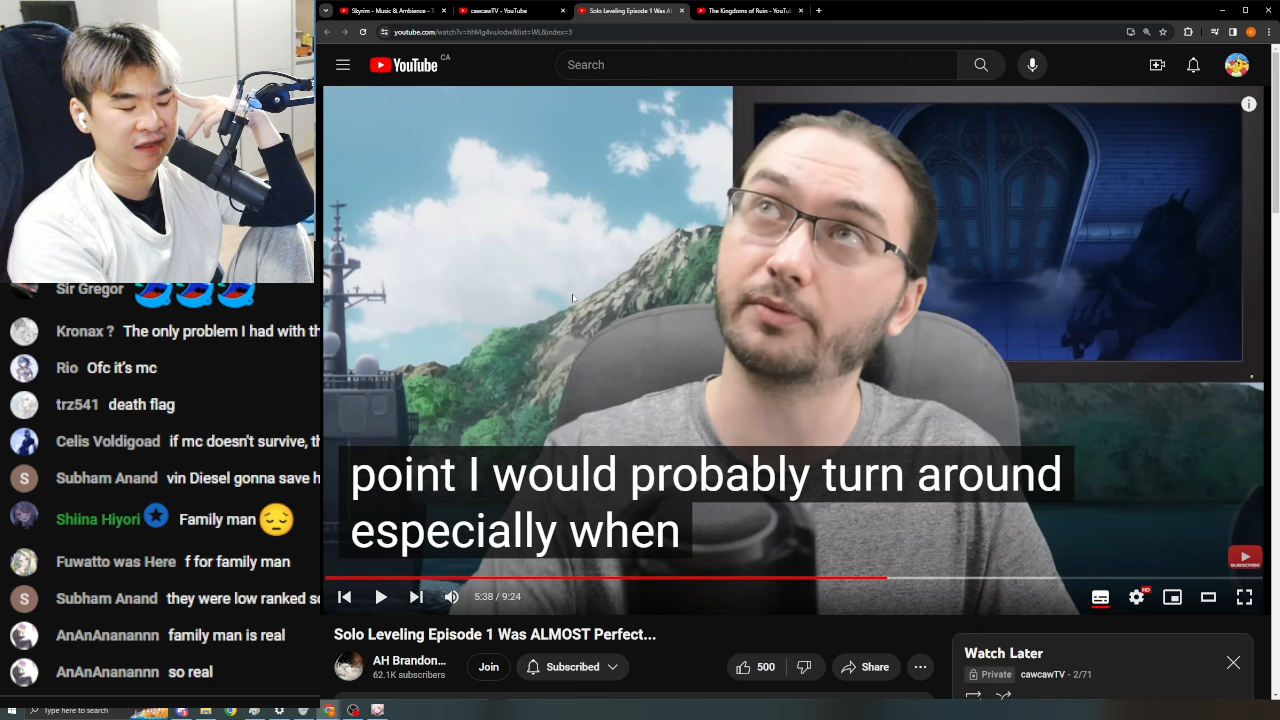 Skyrim - Music & Ambience - T
cawcawTV - YouTube
Solo Leveling Episode 1 Was Al
The Kingdoms of Ruin - YouTub
youtube.com/watch?v=hhMg4vuJodw&list=WL&index=3
YouTube CA
Search
Sir Gregor
Kronax ? The only problem I had with th
Rio Ofc it's mc
trz541 death flag
Celis Voldigoad if mc doesn't survive, th
S Subham Anand vin Diesel gonna save h
Shiina Hiyori Family man
Fuwatto was Here f for family man
S Subham Anand they were low ranked so
AnAnAnanannn family man is real
AnAnAnanannn so real
point I would probably turn around
especially when
SUBSCRIBE
5:38 / 9:24
HD
Solo Leveling Episode 1 Was ALMOST Perfect...
AH Brandon...
62.1K subscribers
Join
Subscribed
500
Share
Watch Later
Private cawcawTV - 2/71
Type here to search